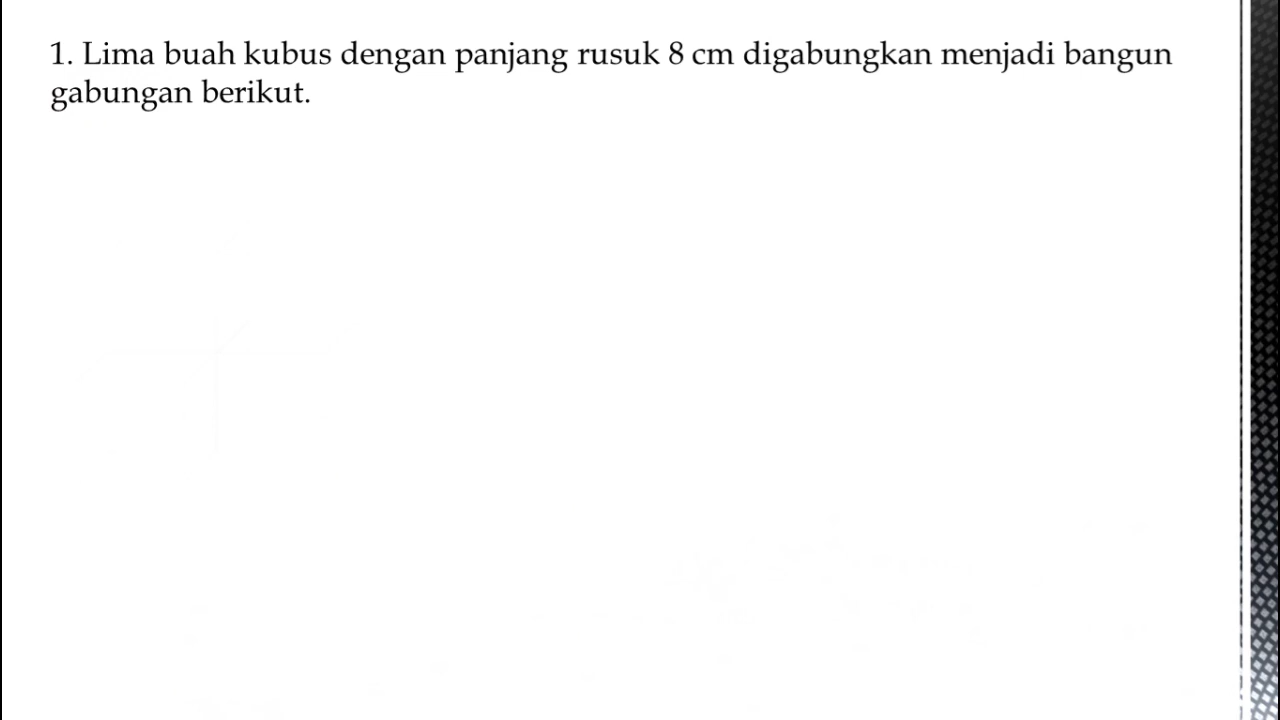 1. Lima buah kubus dengan panjang rusuk 8 cm digabungkan menjadi bangun
gabungan berikut.